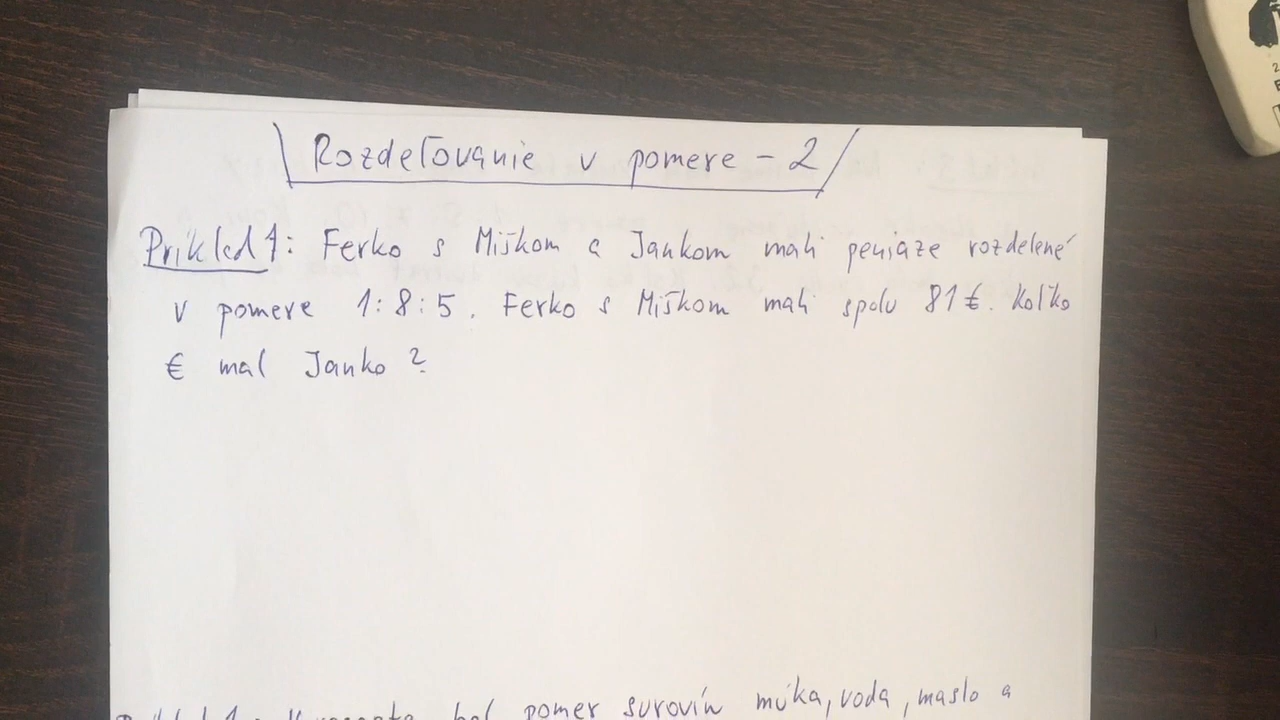 Rozdeľovanie v pomere - 2
Príklad 1: Ferko s Miškom a Jankom mali peniaze rozdelené
v pomere 1:8:5. Ferko s Miškom mali spolu 81€. Koľko
€ mal Janko?
bol pomer surovín múka, voda, maslo a